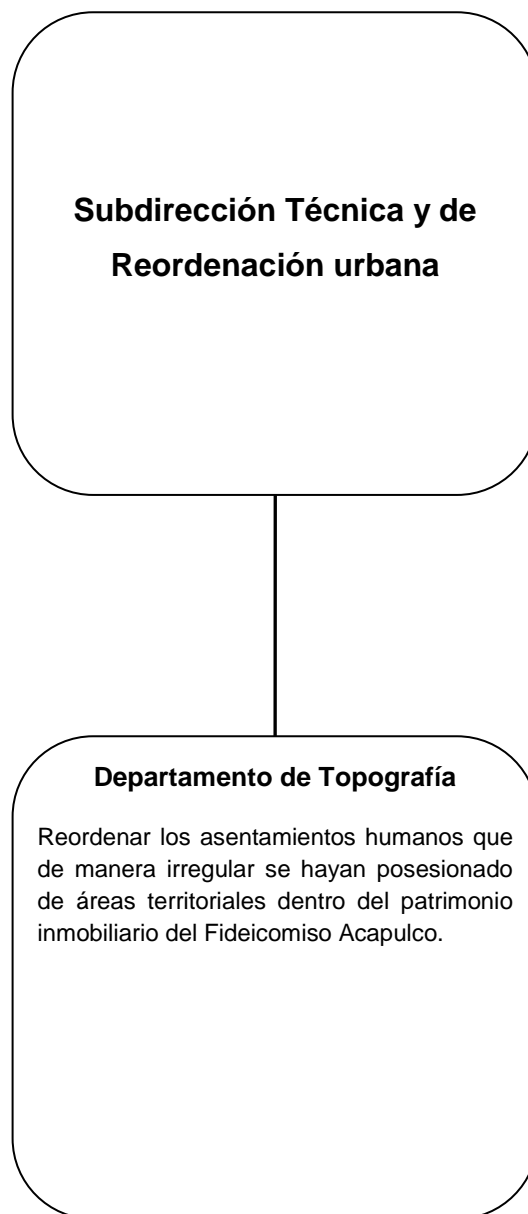 Subdirección Técnica y de
Reordenación urbana
Departamento de Topografía
Reordenar los asentamientos humanos que
de manera irregular se hayan posesionado
de áreas territoriales dentro del patrimonio
inmobiliario del Fideicomiso Acapulco.